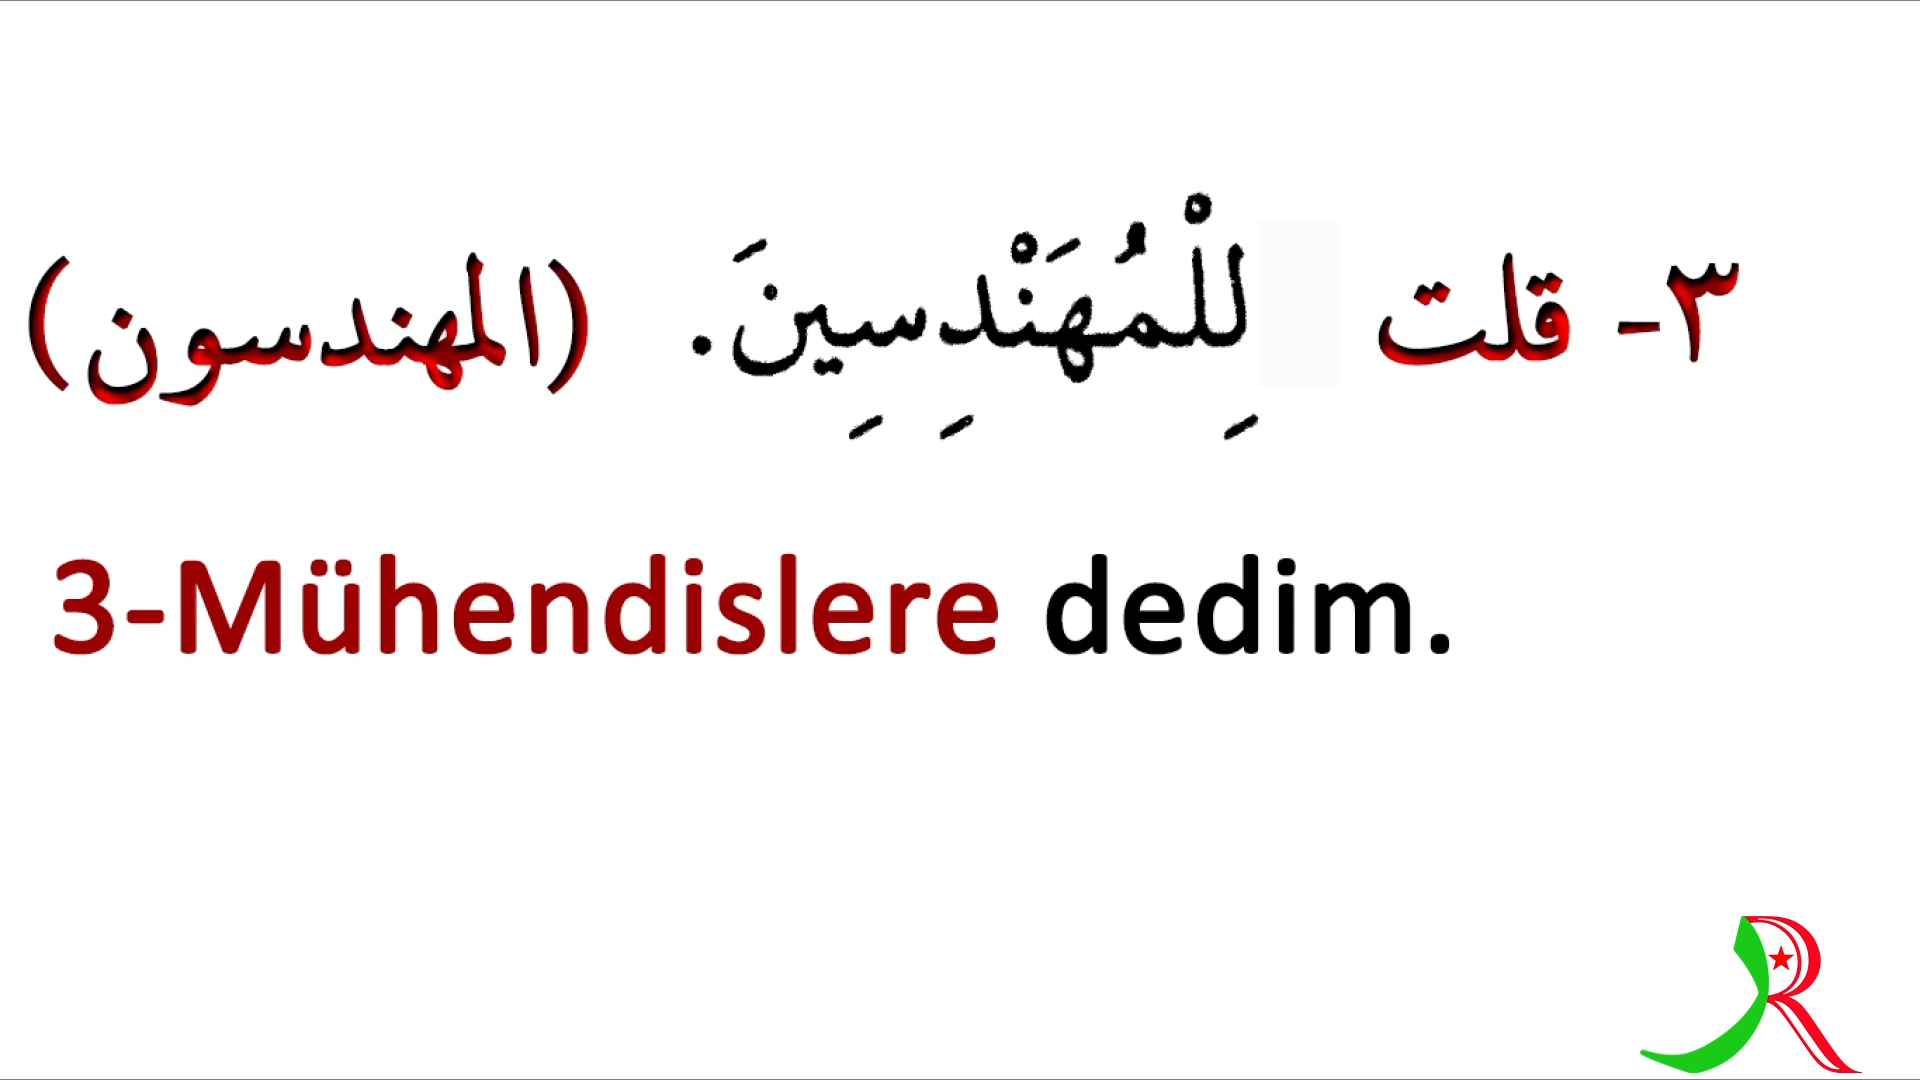 ٣- قلت لِلْمُهَنْدِسِينَ. (المهندسون)
3-Mühendislere dedim.